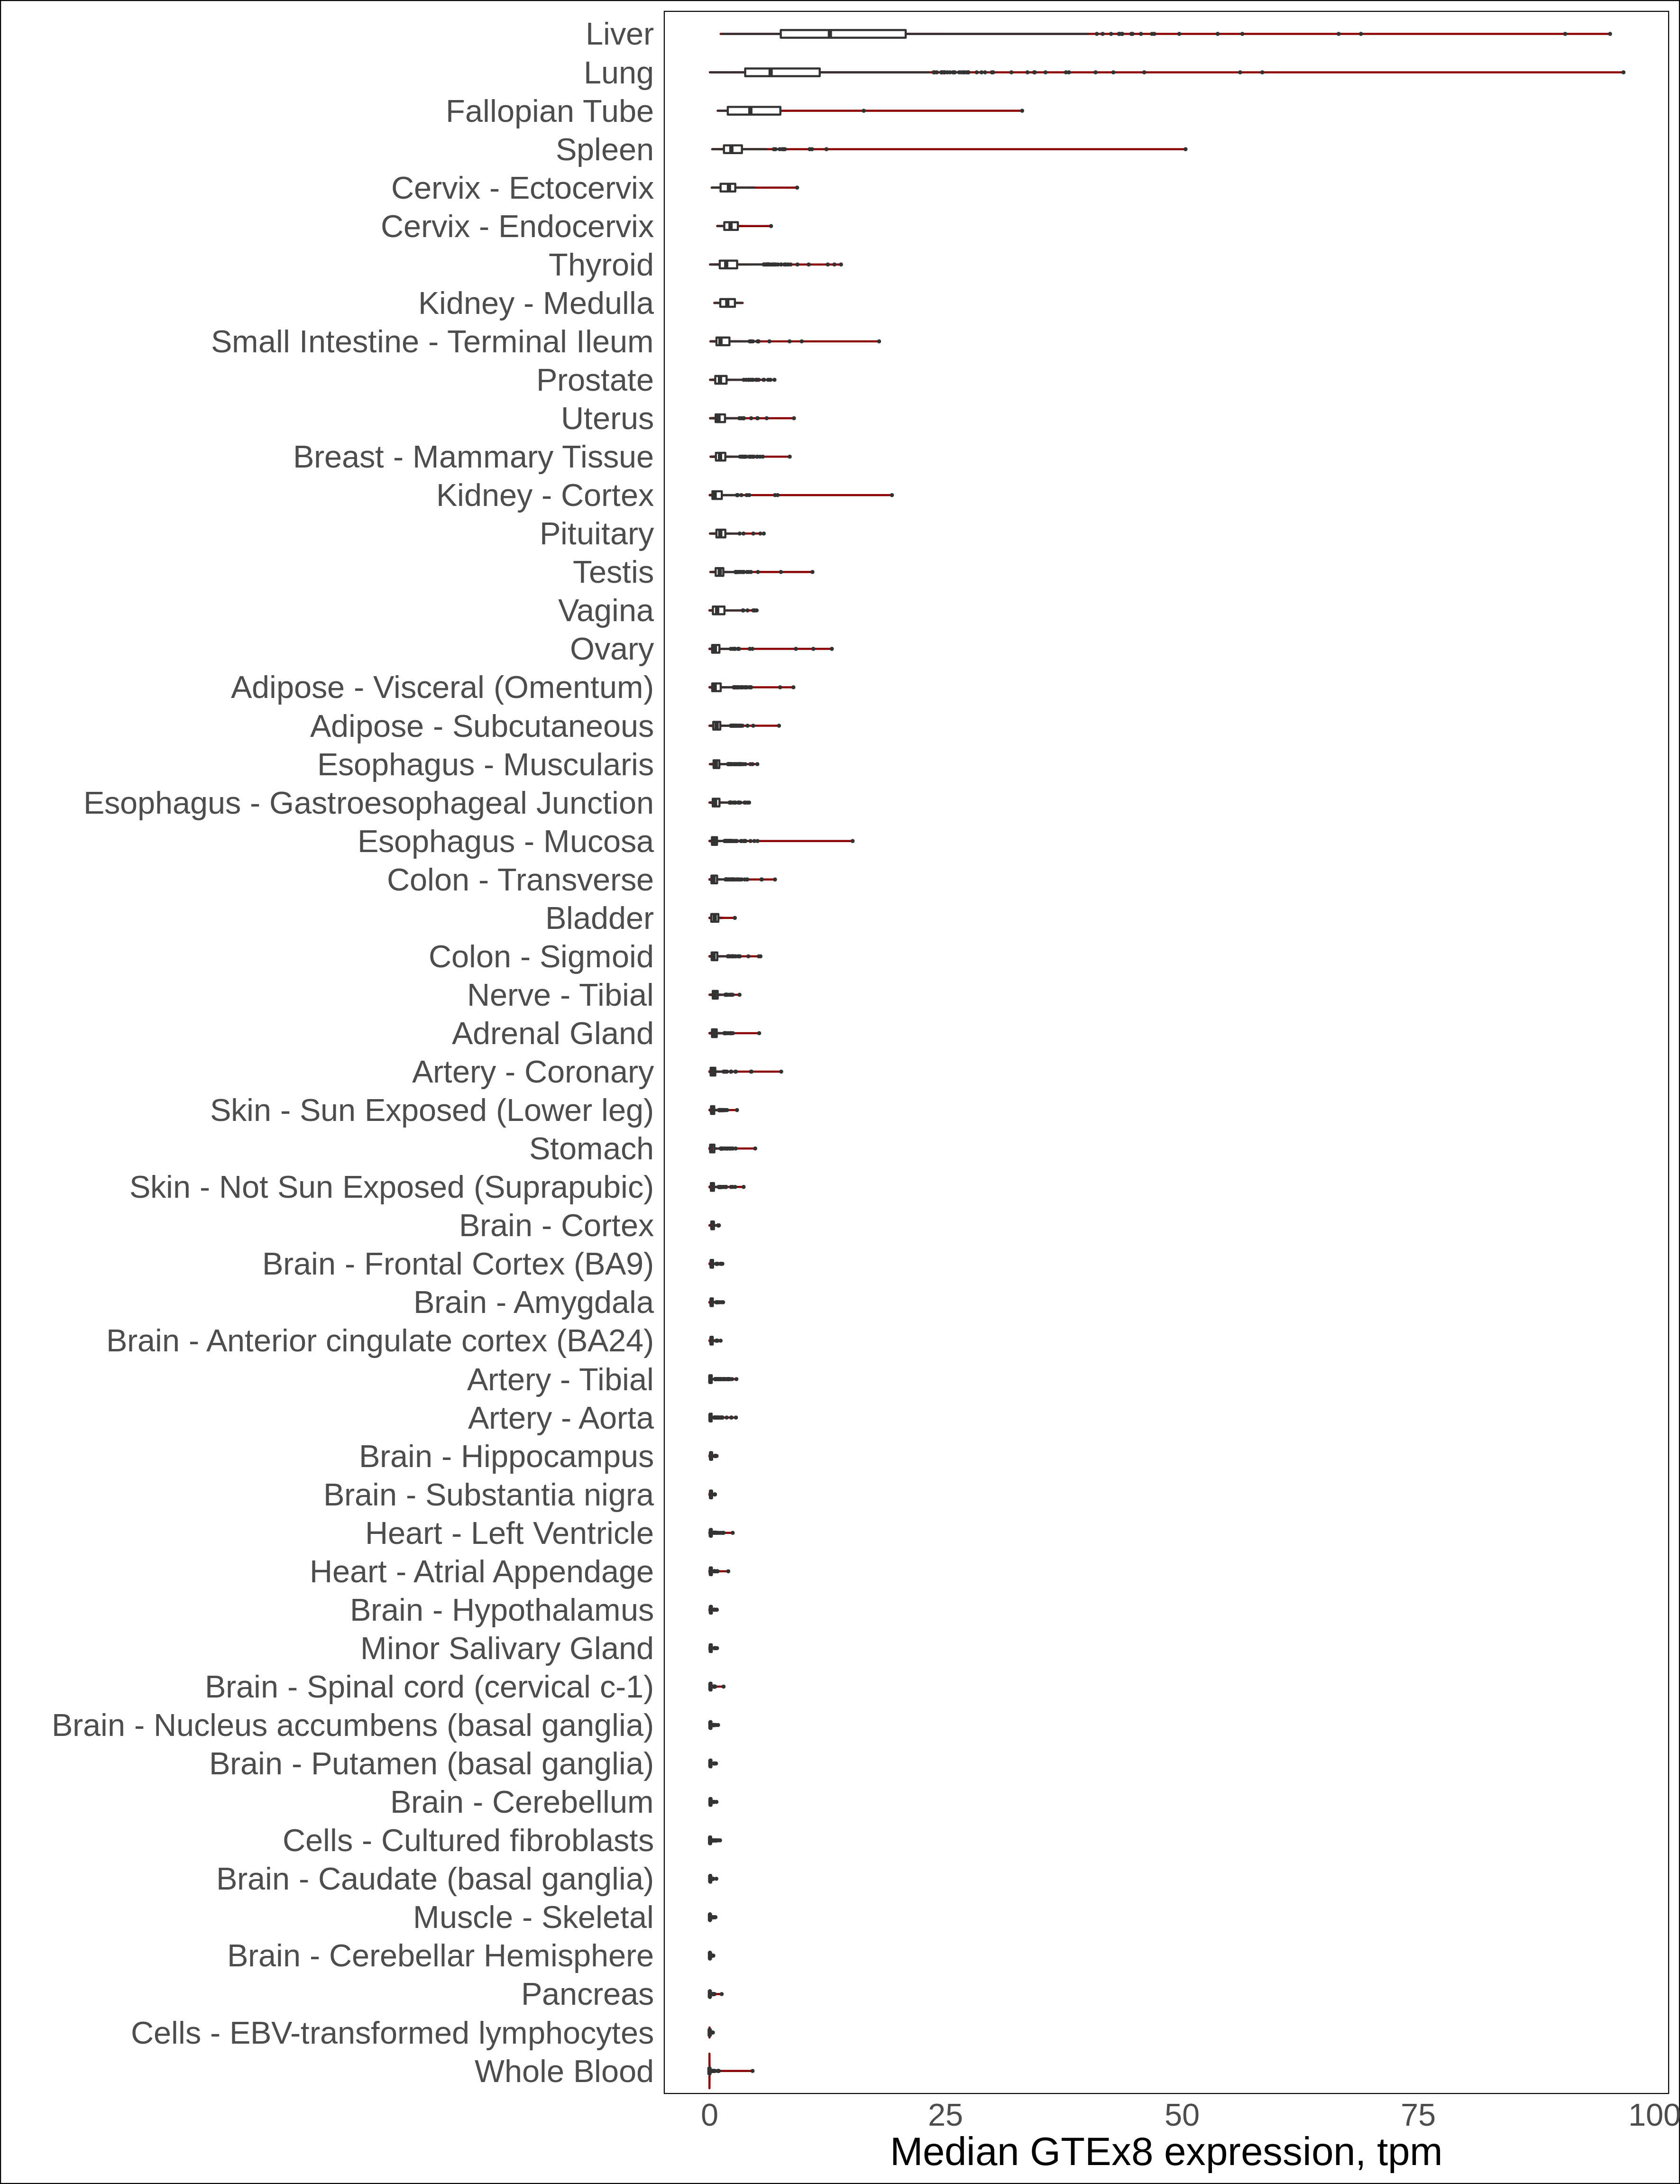 Liver
Lung
Fallopian Tube
Spleen
Cervix - Ectocervix
Cervix - Endocervix
Thyroid
Kidney - Medulla
Small Intestine - Terminal Ileum
Prostate
Uterus
Breast - Mammary Tissue
Kidney - Cortex
Pituitary
Testis
Vagina
Ovary
Adipose - Visceral (Omentum)
Adipose - Subcutaneous
Esophagus - Muscularis
Esophagus - Gastroesophageal Junction
Esophagus - Mucosa
Colon - Transverse
Bladder
Colon - Sigmoid
Nerve - Tibial
Adrenal Gland
Artery - Coronary
Skin - Sun Exposed (Lower leg)
Stomach
Skin - Not Sun Exposed (Suprapubic)
Brain - Cortex
Brain - Frontal Cortex (BA9)
Brain - Amygdala
Brain - Anterior cingulate cortex (BA24)
Artery - Tibial
Artery - Aorta
Brain - Hippocampus
Brain - Substantia nigra
Heart - Left Ventricle
Heart - Atrial Appendage
Brain - Hypothalamus
Minor Salivary Gland
Brain - Spinal cord (cervical c-1)
Brain - Nucleus accumbens (basal ganglia)
Brain - Putamen (basal ganglia)
Brain - Cerebellum
Cells - Cultured fibroblasts
Brain - Caudate (basal ganglia)
Muscle - Skeletal
Brain - Cerebellar Hemisphere
Pancreas
Cells - EBV-transformed lymphocytes
Whole Blood
0 25 50 75 100
Median GTEx8 expression, tpm